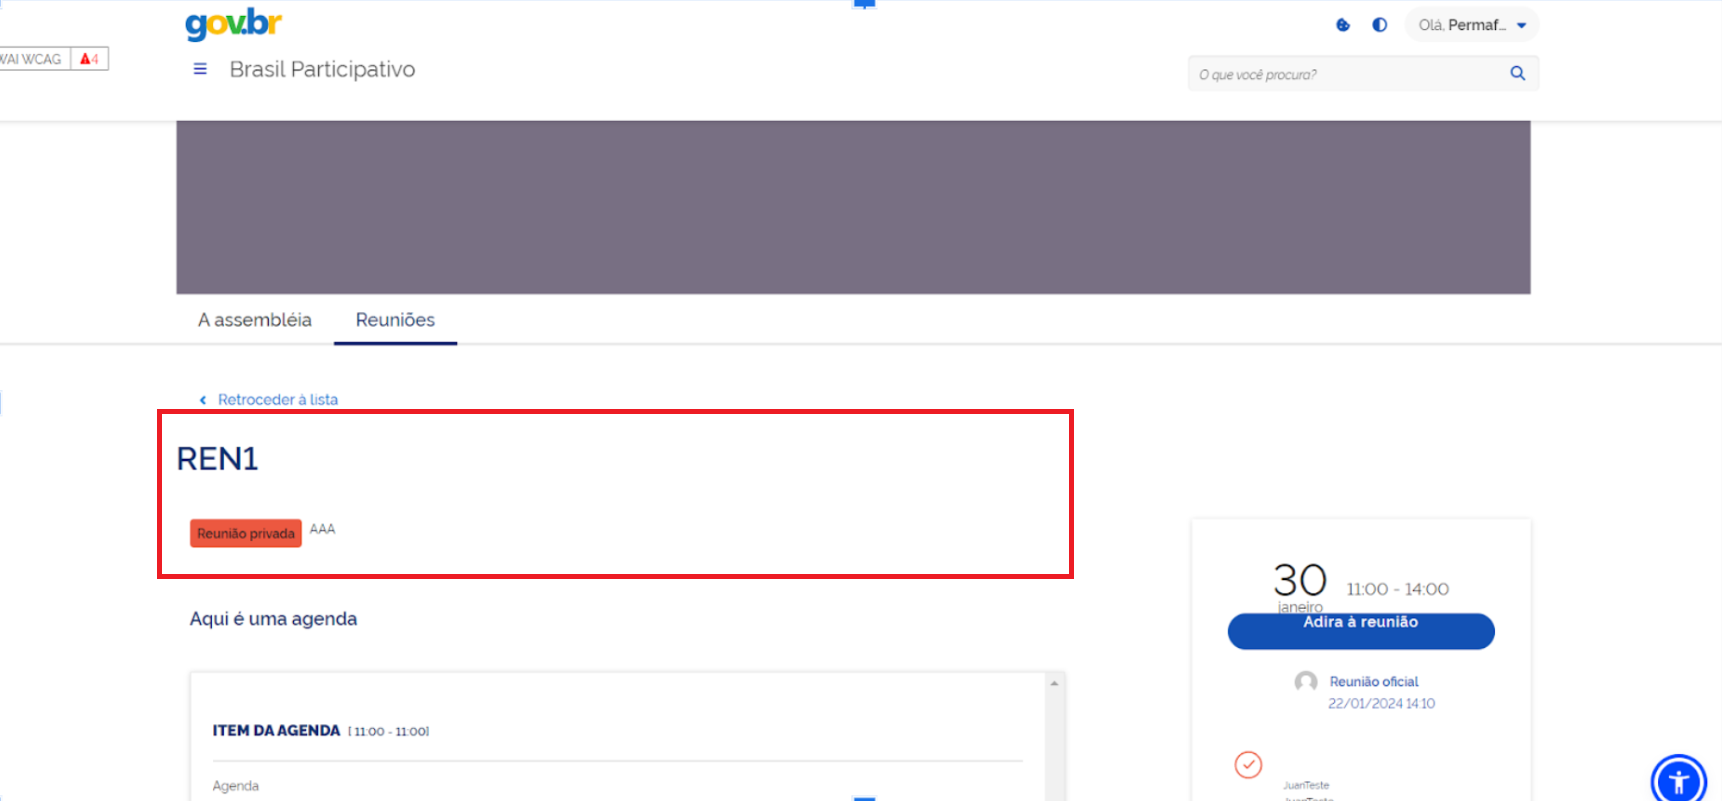 gov.br
Olá, Permaf...
WAI WCAG 4
Brasil Participativo
O que você procura?
A assembléia Reuniões
Retroceder à lista
REN1
Reunião privada AAA
30 11:00 - 14:00
janeiro
Adira à reunião
Aqui é uma agenda
Reunião oficial
22/01/2024 14:10
ITEM DA AGENDA [ 11:00 - 11:00]
Agenda
JuanTeste
JuanTeste